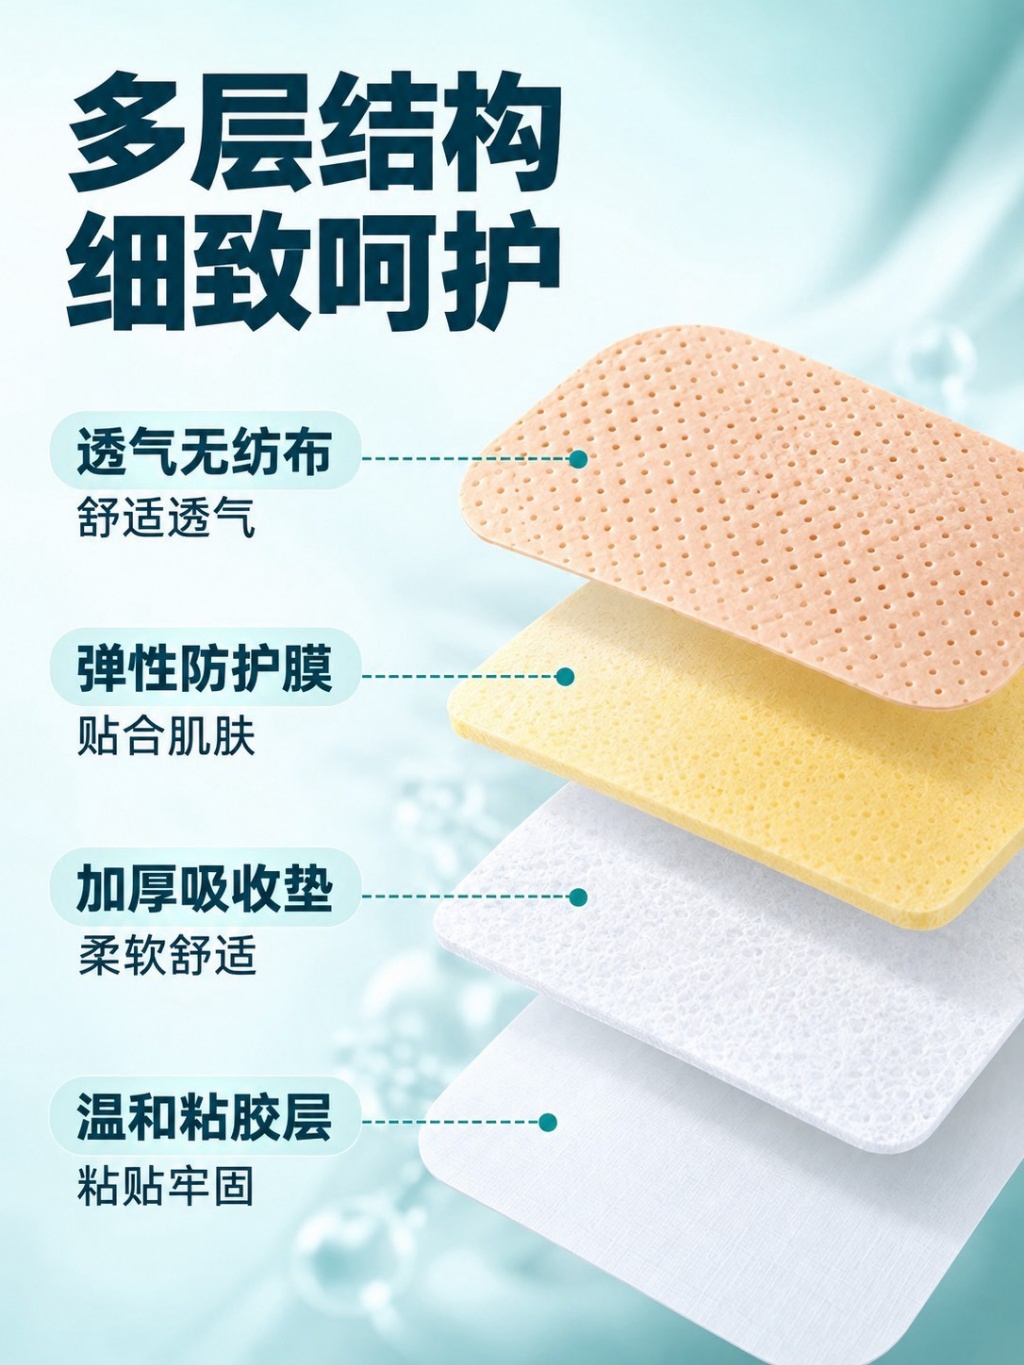 多层结构
细致呵护
透气无纺布
舒适透气
弹性防护膜
贴合肌肤
加厚吸收垫
柔软舒适
温和粘胶层
粘贴牢固